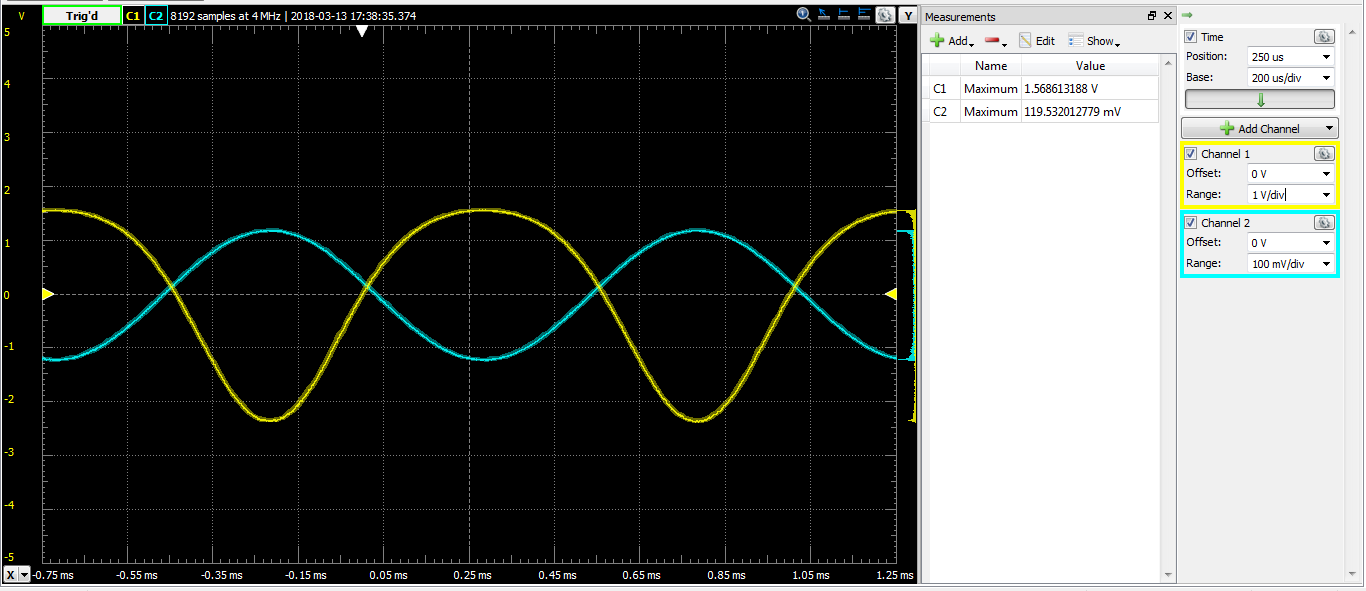 V Trig'd C1 C2 8192 samples at 4 MHz | 2018-03-13 17:38:35.374 Y
5
4
3
2
1
0
-1
-2
-3
-4
-5
X -0.75 ms -0.55 ms -0.35 ms -0.15 ms 0.05 ms 0.25 ms 0.45 ms 0.65 ms 0.85 ms 1.05 ms 1.25 ms
Measurements
Add Edit Show
Name Value
C1 Maximum 1.568613188 V
C2 Maximum 119.532012779 mV
Time
Position: 250 us
Base: 200 us/div
Add Channel
Channel 1
Offset: 0 V
Range: 1 V/div
Channel 2
Offset: 0 V
Range: 100 mV/div